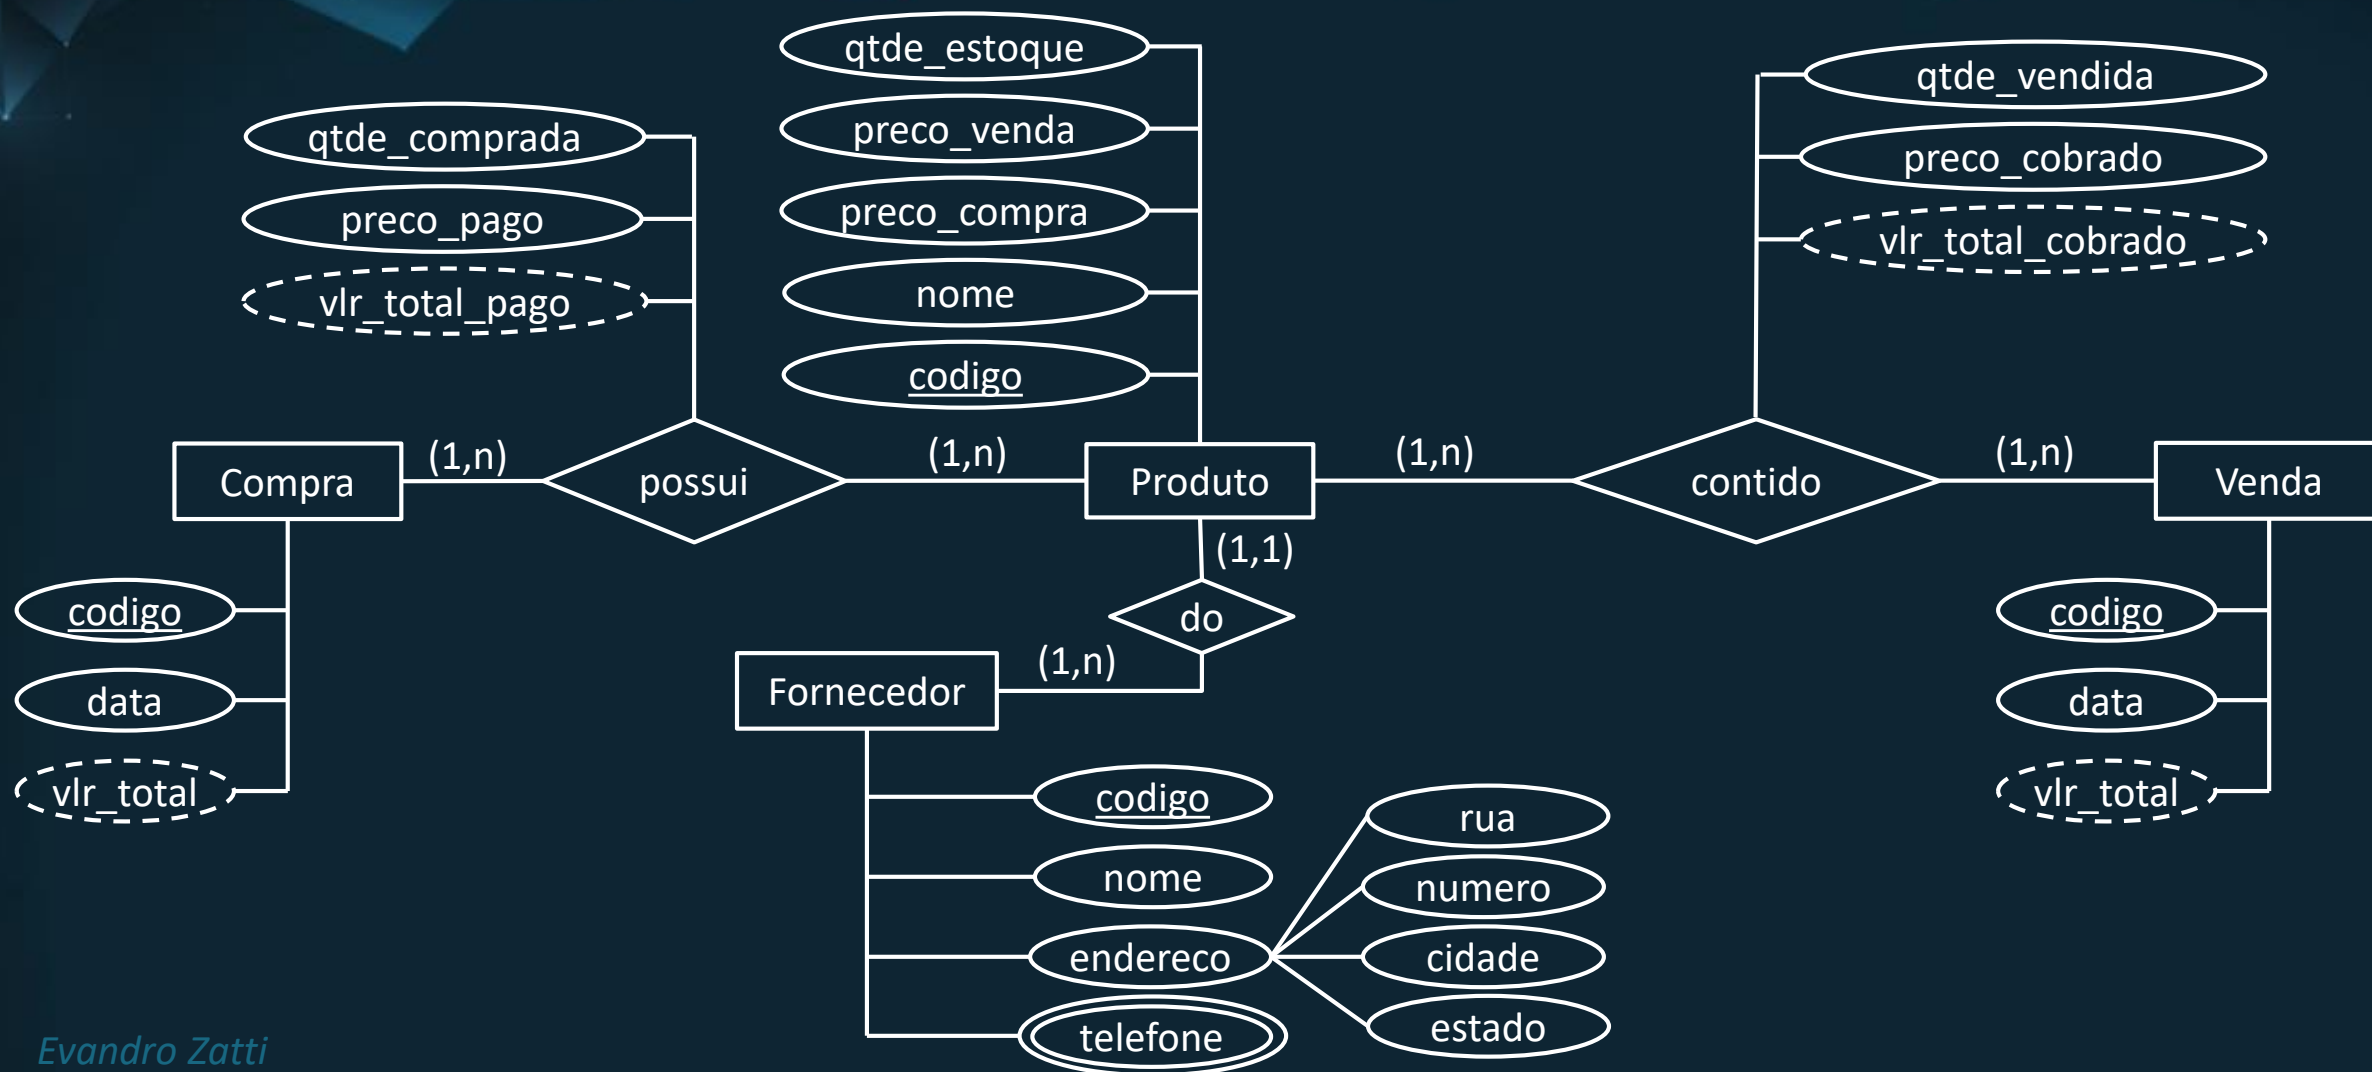 qtde_estoque
preco_venda
preco_compra
nome
codigo
qtde_comprada
preco_pago
vlr_total_pago
qtde_vendida
preco_cobrado
vlr_total_cobrado
Compra
(1,n)
possui
(1,n)
Produto
(1,n)
contido
(1,n)
Venda
(1,1)
do
(1,n)
Fornecedor
codigo
data
vlr_total
codigo
nome
endereco
telefone
rua
numero
cidade
estado
codigo
data
vlr_total
Evandro Zatti